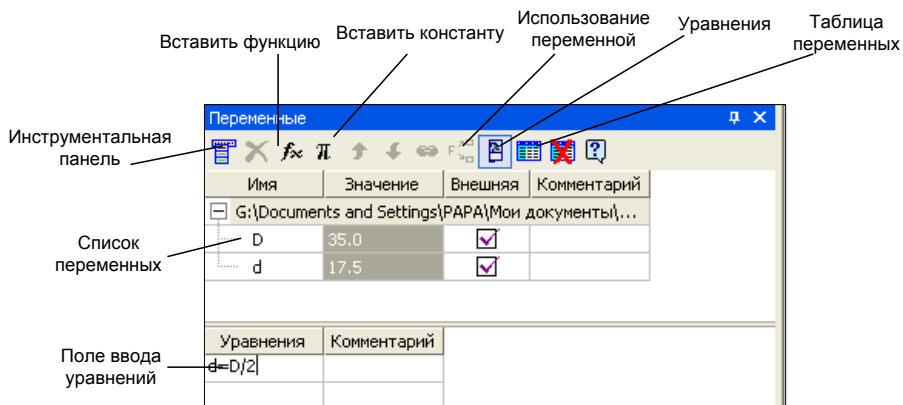 Вставить функцию
Вставить константу
Использование
переменной
Уравнения
Таблица
переменных
Инструментальная
панель
Переменные
fx π F ?
Имя Значение Внешняя Комментарий
G:\Documents and Settings\PAPA\Мои документы\...
Список
переменных
D 35.0
d 17.5
Уравнения Комментарий
Поле ввода
уравнений
d=D/2